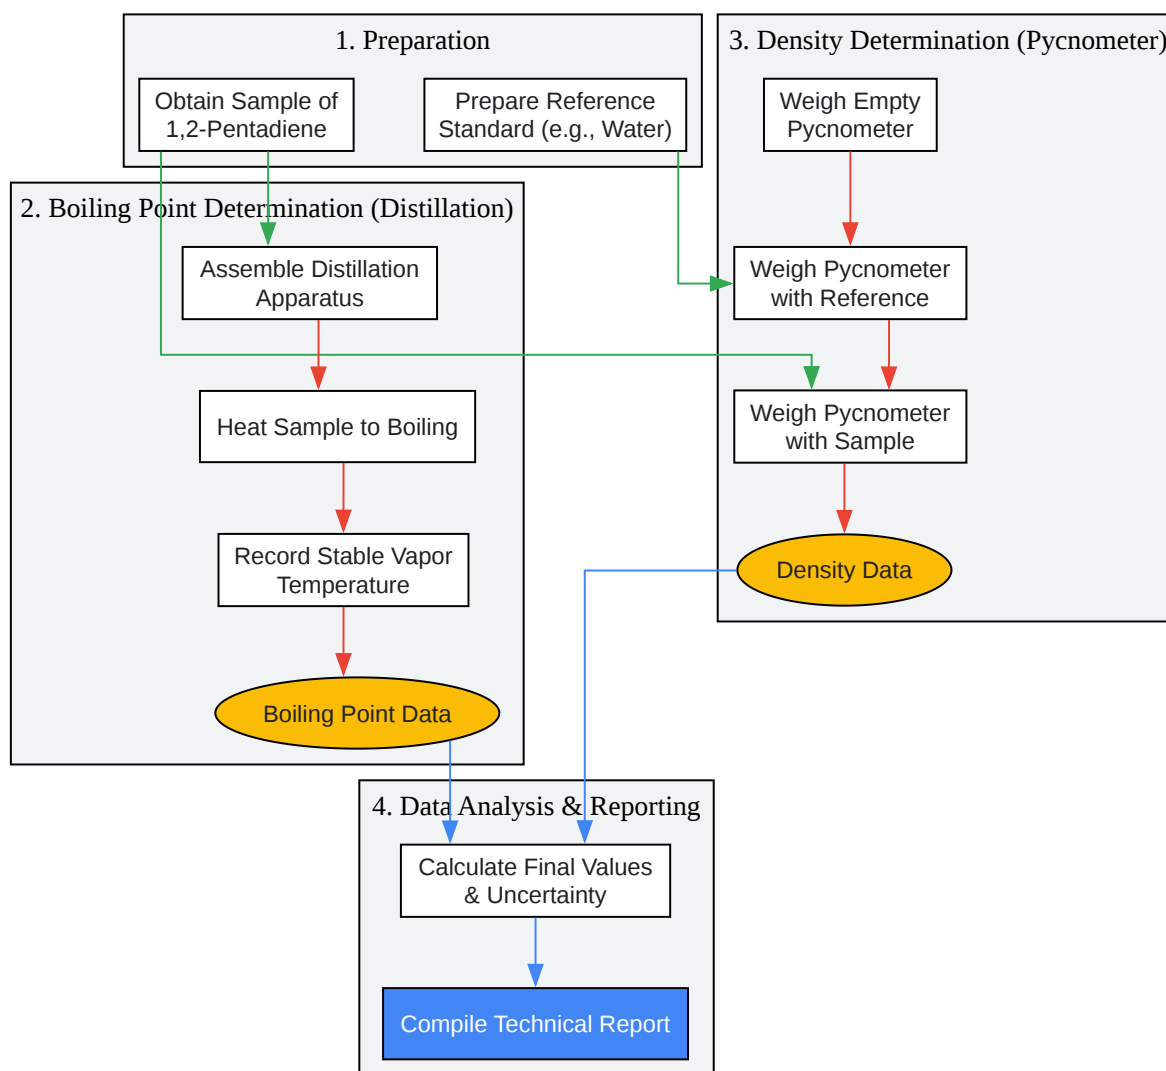 1. Preparation
Obtain Sample of
1,2-Pentadiene
Prepare Reference
Standard (e.g., Water)
2. Boiling Point Determination (Distillation)
Assemble Distillation
Apparatus
Heat Sample to Boiling
Record Stable Vapor
Temperature
Boiling Point Data
3. Density Determination (Pycnometer)
Weigh Empty
Pycnometer
Weigh Pycnometer
with Reference
Weigh Pycnometer
with Sample
Density Data
4. Data Analysis & Reporting
Calculate Final Values
& Uncertainty
Compile Technical Report